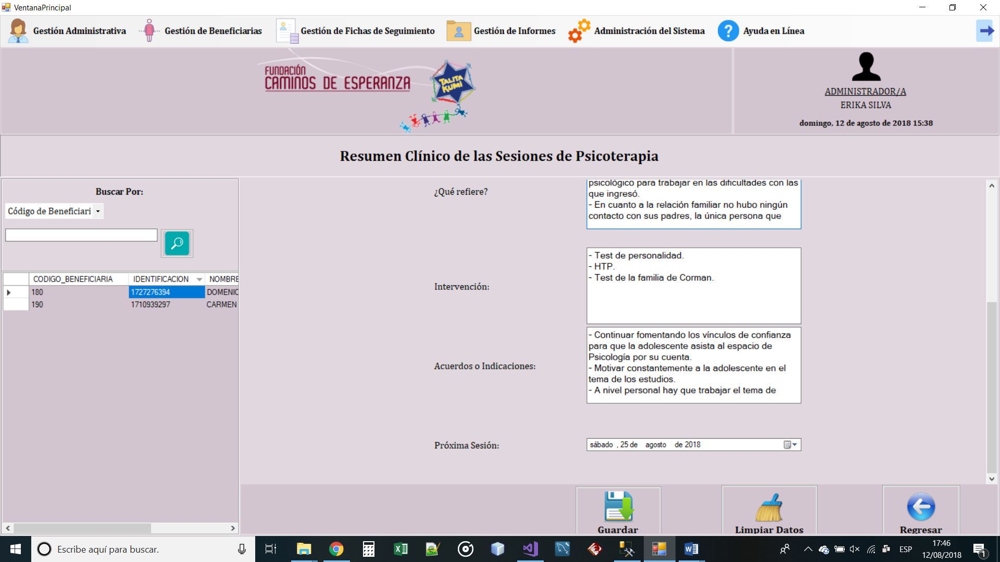 VentanaPrincipal
Gestión Administrativa
Gestión de Beneficiarias
Gestión de Fichas de Seguimiento
Gestión de Informes
Administración del Sistema
Ayuda en Línea
FUNDACIÓN
CAMINOS DE ESPERANZA
TALITA
KUMI
ADMINISTRADOR/A
ERIKA SILVA
domingo, 12 de agosto de 2018 15:38
Resumen Clínico de las Sesiones de Psicoterapia
Buscar Por:
Código de Beneficiari
CODIGO_BENEFICIARIA IDENTIFICACION NOMBRE
180 1727276394 DOMENIC
190 1710939297 CARMEN
¿Qué refiere?
psicológico para trabajar en las dificultades con las
que ingresó.
- En cuanto a la relación familiar no hubo ningún
contacto con sus padres, la única persona que
Intervención:
- Test de personalidad.
- HTP.
- Test de la familia de Corman.
Acuerdos o Indicaciones:
- Continuar fomentando los vínculos de confianza
para que la adolescente asista al espacio de
Psicología por su cuenta.
- Motivar constantemente a la adolescente en el
tema de los estudios.
- A nivel personal hay que trabajar el tema de
Próxima Sesión:
sábado , 25 de agosto de 2018
Guardar
Limpiar Datos
Regresar
Escribe aquí para buscar.
ESP
17:46
12/08/2018
1